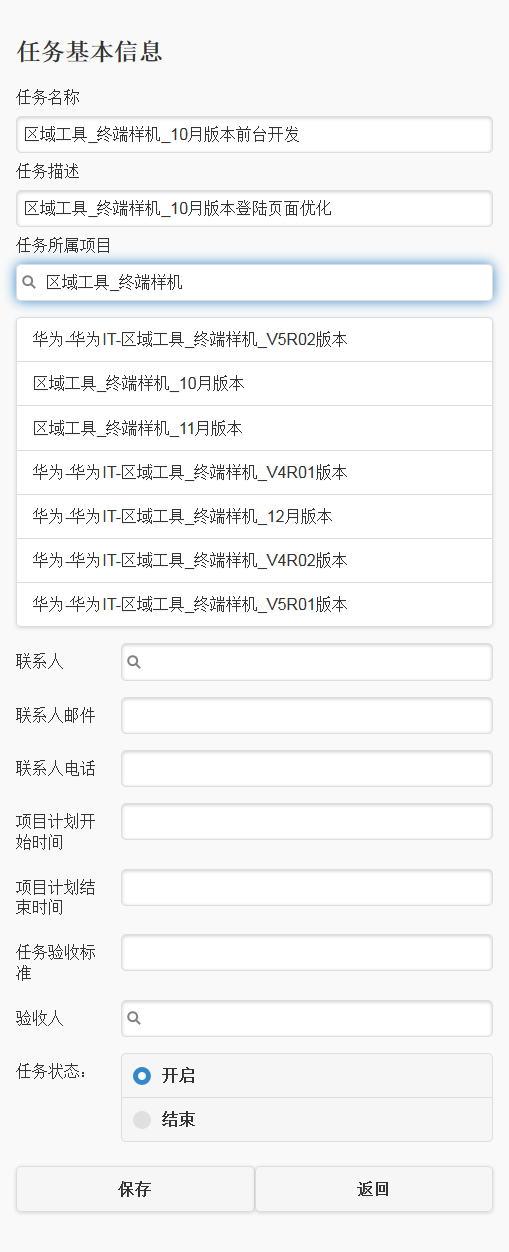 任务基本信息
任务名称
区域工具_终端样机_10月版本前台开发
任务描述
区域工具_终端样机_10月版本登陆页面优化
任务所属项目
区域工具_终端样机
华为-华为IT-区域工具_终端样机_V5R02版本
区域工具_终端样机_10月版本
区域工具_终端样机_11月版本
华为-华为IT-区域工具_终端样机_V4R01版本
华为-华为IT-区域工具_终端样机_12月版本
华为-华为IT-区域工具_终端样机_V4R02版本
华为-华为IT-区域工具_终端样机_V5R01版本
联系人
联系人邮件
联系人电话
项目计划开
始时间
项目计划结
束时间
任务验收标
准
验收人
任务状态：
开启
结束
保存
返回